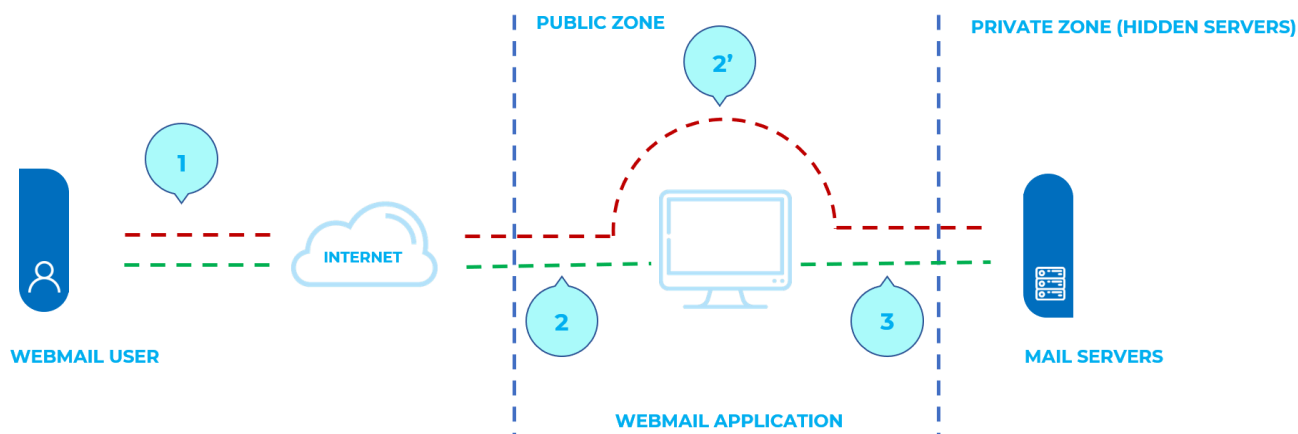 PUBLIC ZONE
PRIVATE ZONE (HIDDEN SERVERS)
2’
1
INTERNET
2
3
WEBMAIL USER
MAIL SERVERS
WEBMAIL APPLICATION